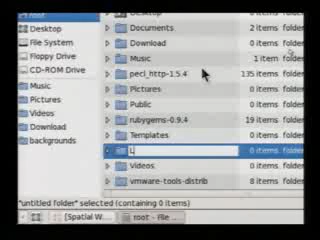 root
Desktop
File System
Floppy Drive
CD-ROM Drive
Music
Pictures
Videos
Download
backgrounds
Desktop
Documents 2 items folder
Download 0 items folder
Music 1 item folder
pecl_http-1.5.4 135 items folder
Pictures 0 items folder
Public 0 items folder
rubygems-0.9.4 19 items folder
Templates 0 items folder
L 0 items folder
Videos 0 items folder
vmware-tools-distrib 8 items folder
"untitled folder" selected (containing 0 items)
[Spatial W... root - File ...